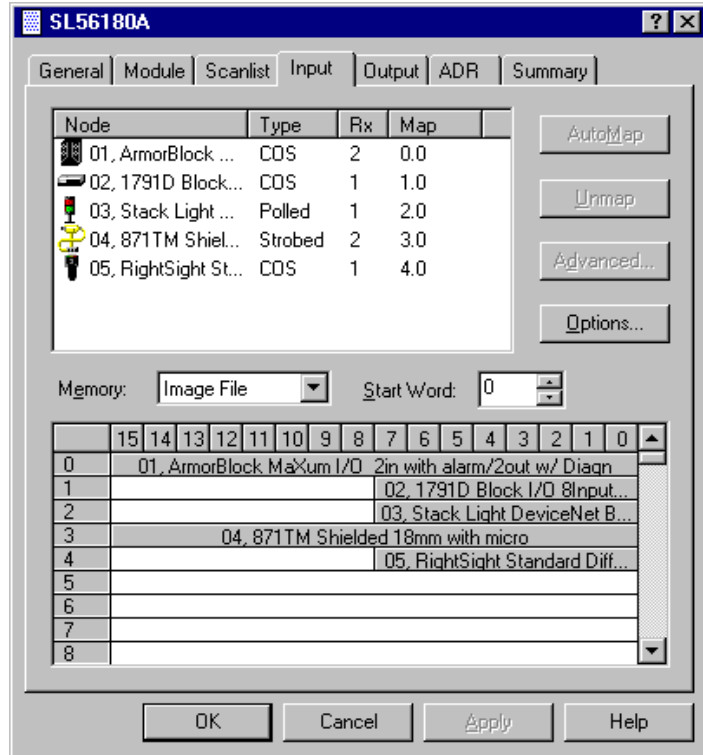 SL56180A
General Module Scanlist Input Output ADR Summary
Node Type Rx Map
01, ArmorBlock ... COS 2 0.0
02, 1791D Block... COS 1 1.0
03, Stack Light ... Polled 1 2.0
04, 871TM Shiel... Strobed 2 3.0
05, RightSight St... COS 1 4.0
AutoMap
Unmap
Advanced...
Options...
Memory: Image File Start Word: 0
15 14 13 12 11 10 9 8 7 6 5 4 3 2 1 0
0 01, ArmorBlock MaXum I/O 2in with alarm/2out w/ Diagn
1 02, 1791D Block I/O 8Input...
2 03, Stack Light DeviceNet B...
3 04, 871TM Shielded 18mm with micro
4 05, RightSight Standard Diff...
5
6
7
8
OK Cancel Apply Help